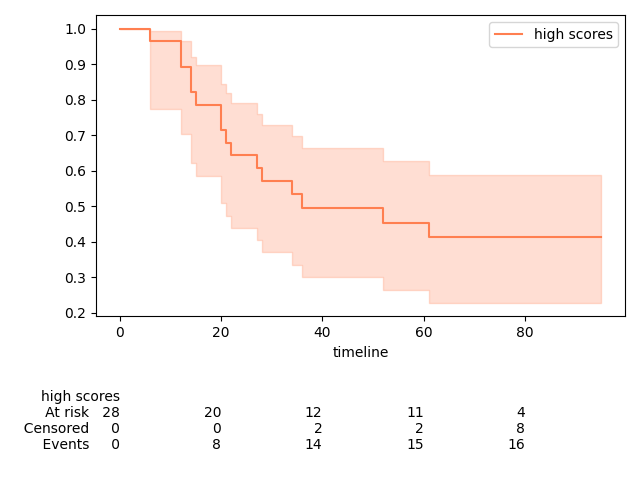 high scores
1.0
0.9
0.8
0.7
0.6
0.5
0.4
0.3
0.2
0 20 40 60 80
timeline
high scores
At risk 28 20 12 11 4
Censored 0 0 2 2 8
Events 0 8 14 15 16